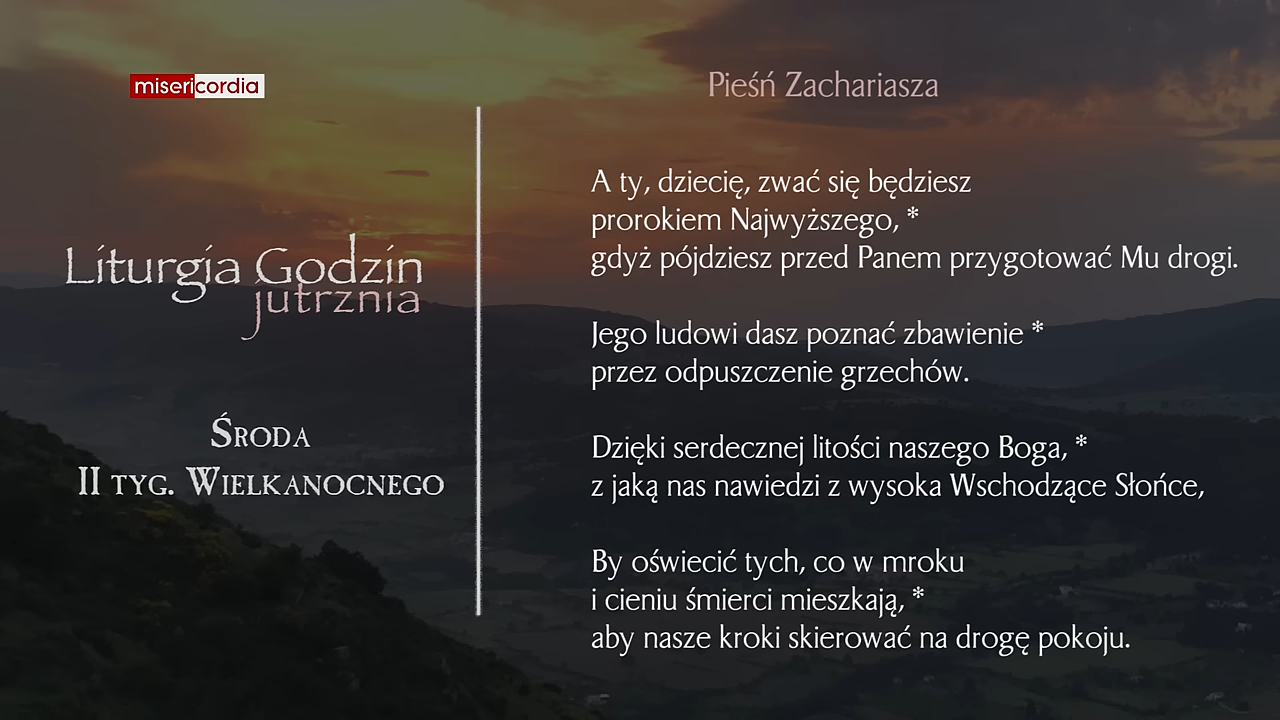 misericordia
Liturgia Godzin
jutrznia
Środa
II tyg. Wielkanocnego
Pieśń Zachariasza
A ty, dziecię, zwać się będziesz
prorokiem Najwyższego, *
gdyż pójdziesz przed Panem przygotować Mu drogi.
Jego ludowi dasz poznać zbawienie *
przez odpuszczenie grzechów.
Dzięki serdecznej litości naszego Boga, *
z jaką nas nawiedzi z wysoka Wschodzące Słońce,
By oświecić tych, co w mroku
i cieniu śmierci mieszkają, *
aby nasze kroki skierować na drogę pokoju.